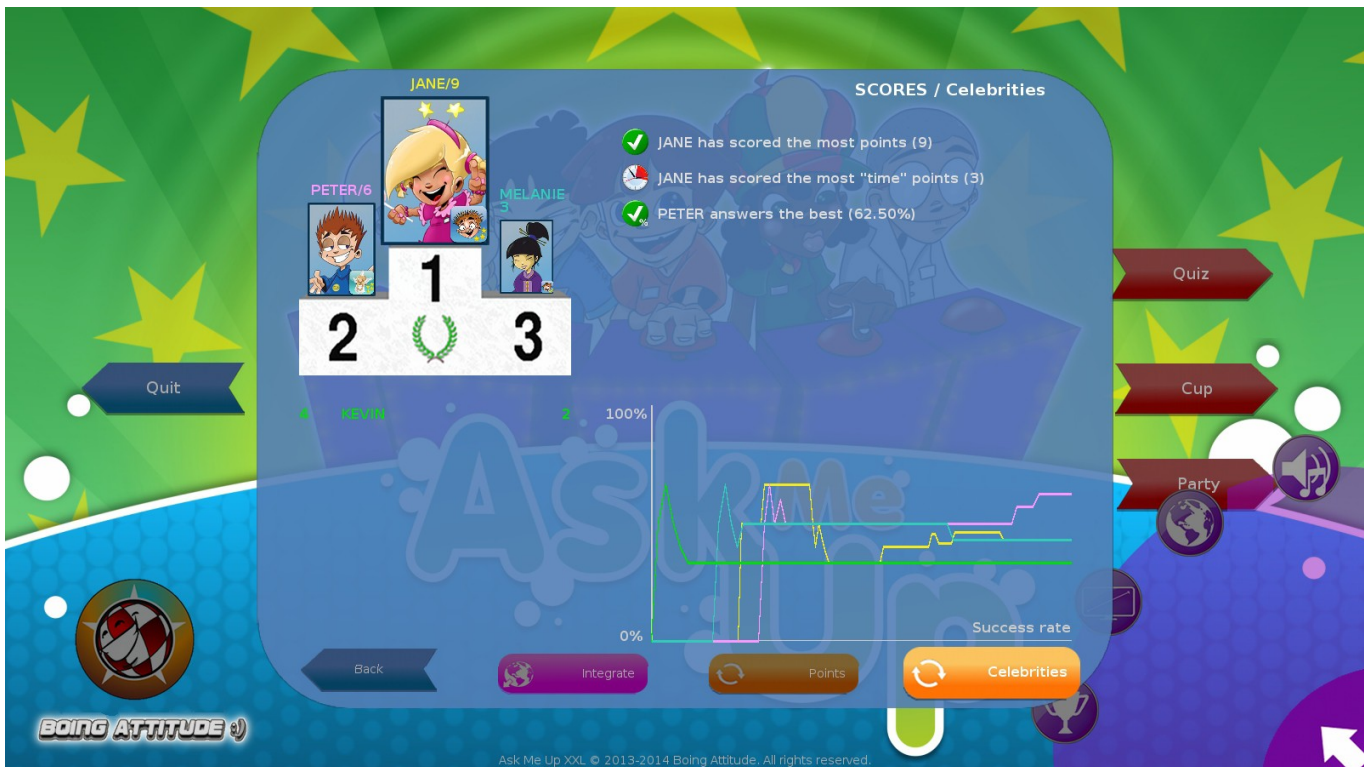 JANE/9
SCORES / Celebrities
JANE has scored the most points (9)
JANE has scored the most "time" points (3)
PETER answers the best (62.50%)
PETER/6
MELANIE
3
1
2
3
Quiz
Quit
Cup
4 KEVIN 2
100%
Ask Me Up
Party
0%
Success rate
Back
Integrate
Points
Celebrities
BOING ATTITUDE :)
Ask Me Up XXL © 2013-2014 Boing Attitude. All rights reserved.